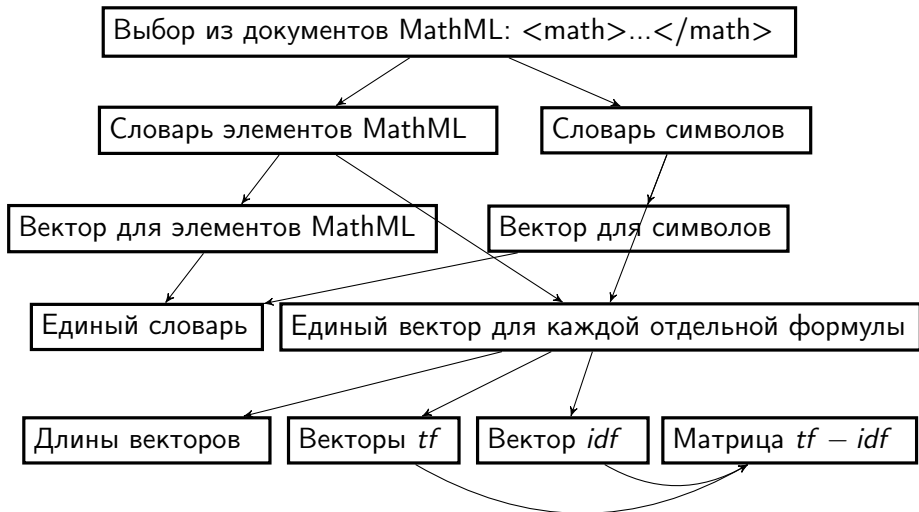 Выбор из документов MathML: <math>...</math>
Словарь элементов MathML
Словарь символов
Вектор для элементов MathML
Вектор для символов
Единый словарь
Единый вектор для каждой отдельной формулы
Длины векторов
Векторы tf
Вектор idf
Матрица tf − idf